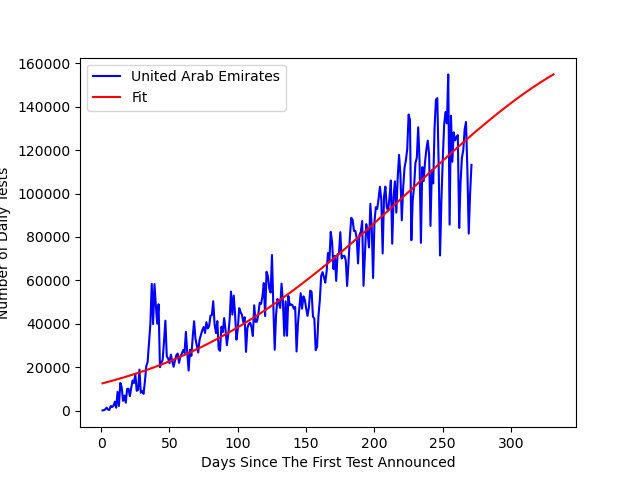 160000
140000
120000
100000
80000
60000
40000
20000
0
Number of Daily Tests
United Arab Emirates
Fit
0 50 100 150 200 250 300
Days Since The First Test Announced